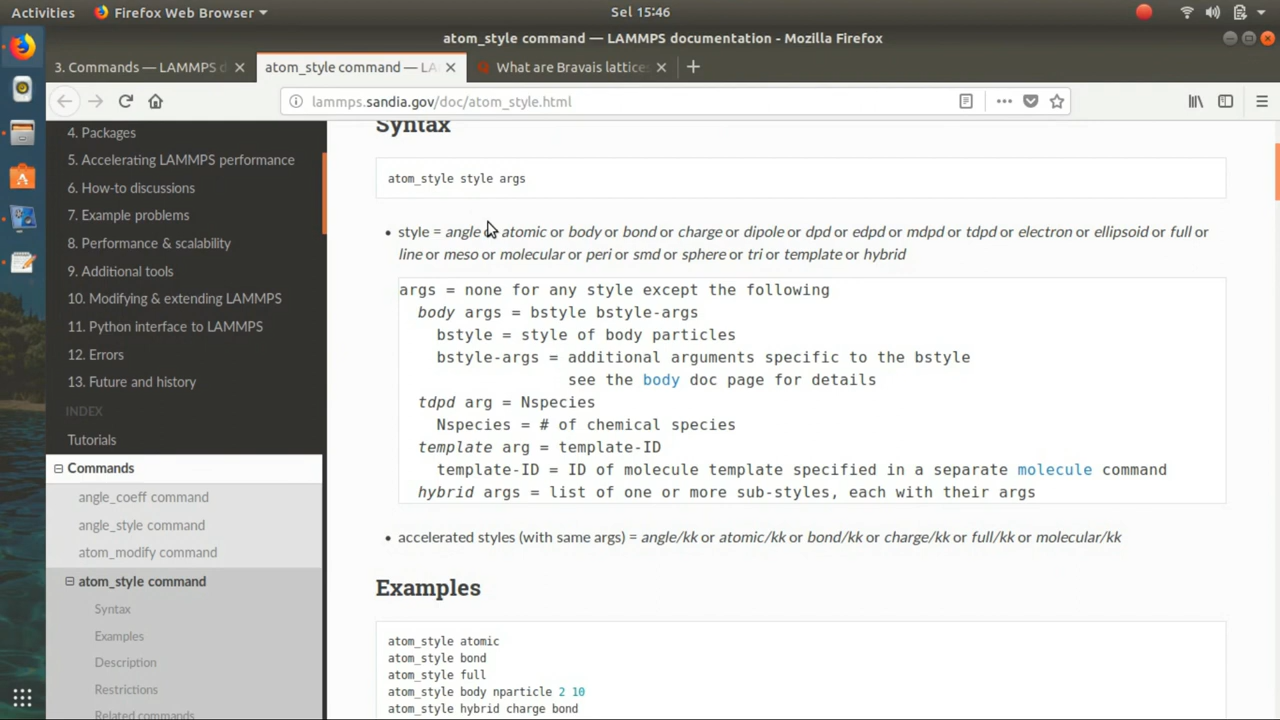 Activities
Firefox Web Browser
Sel 15:46
atom_style command — LAMMPS documentation - Mozilla Firefox
3. Commands — LAMMPS d
atom_style command — LA
What are Bravais lattices
lammps.sandia.gov/doc/atom_style.html
4. Packages
5. Accelerating LAMMPS performance
6. How-to discussions
7. Example problems
8. Performance & scalability
9. Additional tools
10. Modifying & extending LAMMPS
11. Python interface to LAMMPS
12. Errors
13. Future and history
INDEX
Tutorials
Commands
angle_coeff command
angle_style command
atom_modify command
atom_style command
Syntax
Examples
Description
Restrictions
Related commands
Syntax
atom_style style args
• style = angle or atomic or body or bond or charge or dipole or dpd or edpd or mdpd or tdpd or electron or ellipsoid or full or
line or meso or molecular or peri or smd or sphere or tri or template or hybrid
args = none for any style except the following
body args = bstyle bstyle-args
bstyle = style of body particles
bstyle-args = additional arguments specific to the bstyle
see the body doc page for details
tdpd arg = Nspecies
Nspecies = # of chemical species
template arg = template-ID
template-ID = ID of molecule template specified in a separate molecule command
hybrid args = list of one or more sub-styles, each with their args
• accelerated styles (with same args) = angle/kk or atomic/kk or bond/kk or charge/kk or full/kk or molecular/kk
Examples
atom_style atomic
atom_style bond
atom_style full
atom_style body nparticle 2 10
atom_style hybrid charge bond